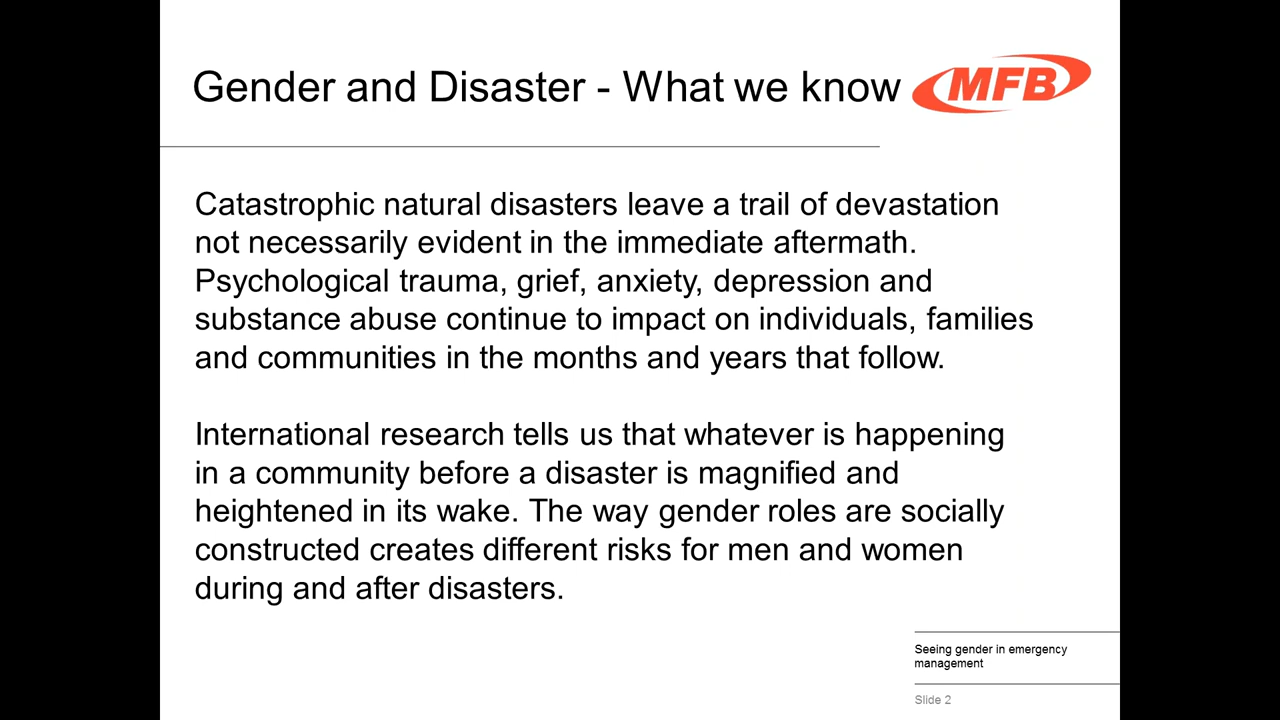 Gender and Disaster - What we know
MFB
Catastrophic natural disasters leave a trail of devastation
not necessarily evident in the immediate aftermath.
Psychological trauma, grief, anxiety, depression and
substance abuse continue to impact on individuals, families
and communities in the months and years that follow.
International research tells us that whatever is happening
in a community before a disaster is magnified and
heightened in its wake. The way gender roles are socially
constructed creates different risks for men and women
during and after disasters.
Seeing gender in emergency
management
Slide 2